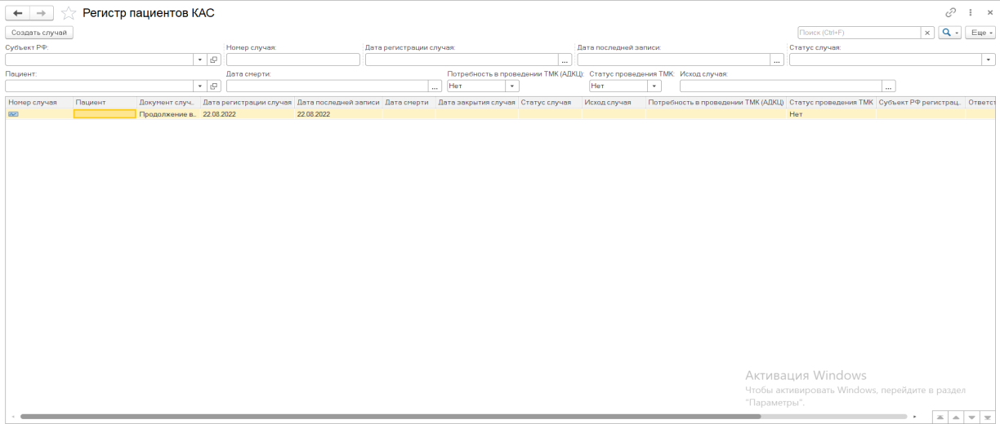 Регистр пациентов КАС
Создать случай
Поиск (Ctrl+F)
Еще
Субъект РФ: Номер случая: Дата регистрации случая: Дата последней записи: Статус случая:
Пациент: Дата смерти: Потребность в проведении ТМК (АДКЦ): Статус проведения ТМК: Исход случая:
Нет Нет
Номер случая Пациент Документ случ... Дата регистрации случая Дата последней записи Дата смерти Дата закрытия случая Статус случая Исход случая Потребность в проведении ТМК (АДКЦ) Статус проведения ТМК Субъект РФ регистрац... Ответст
Продолжение в... 22.08.2022 22.08.2022 Нет
Активация Windows
Чтобы активировать Windows, перейдите в раздел
"Параметры".